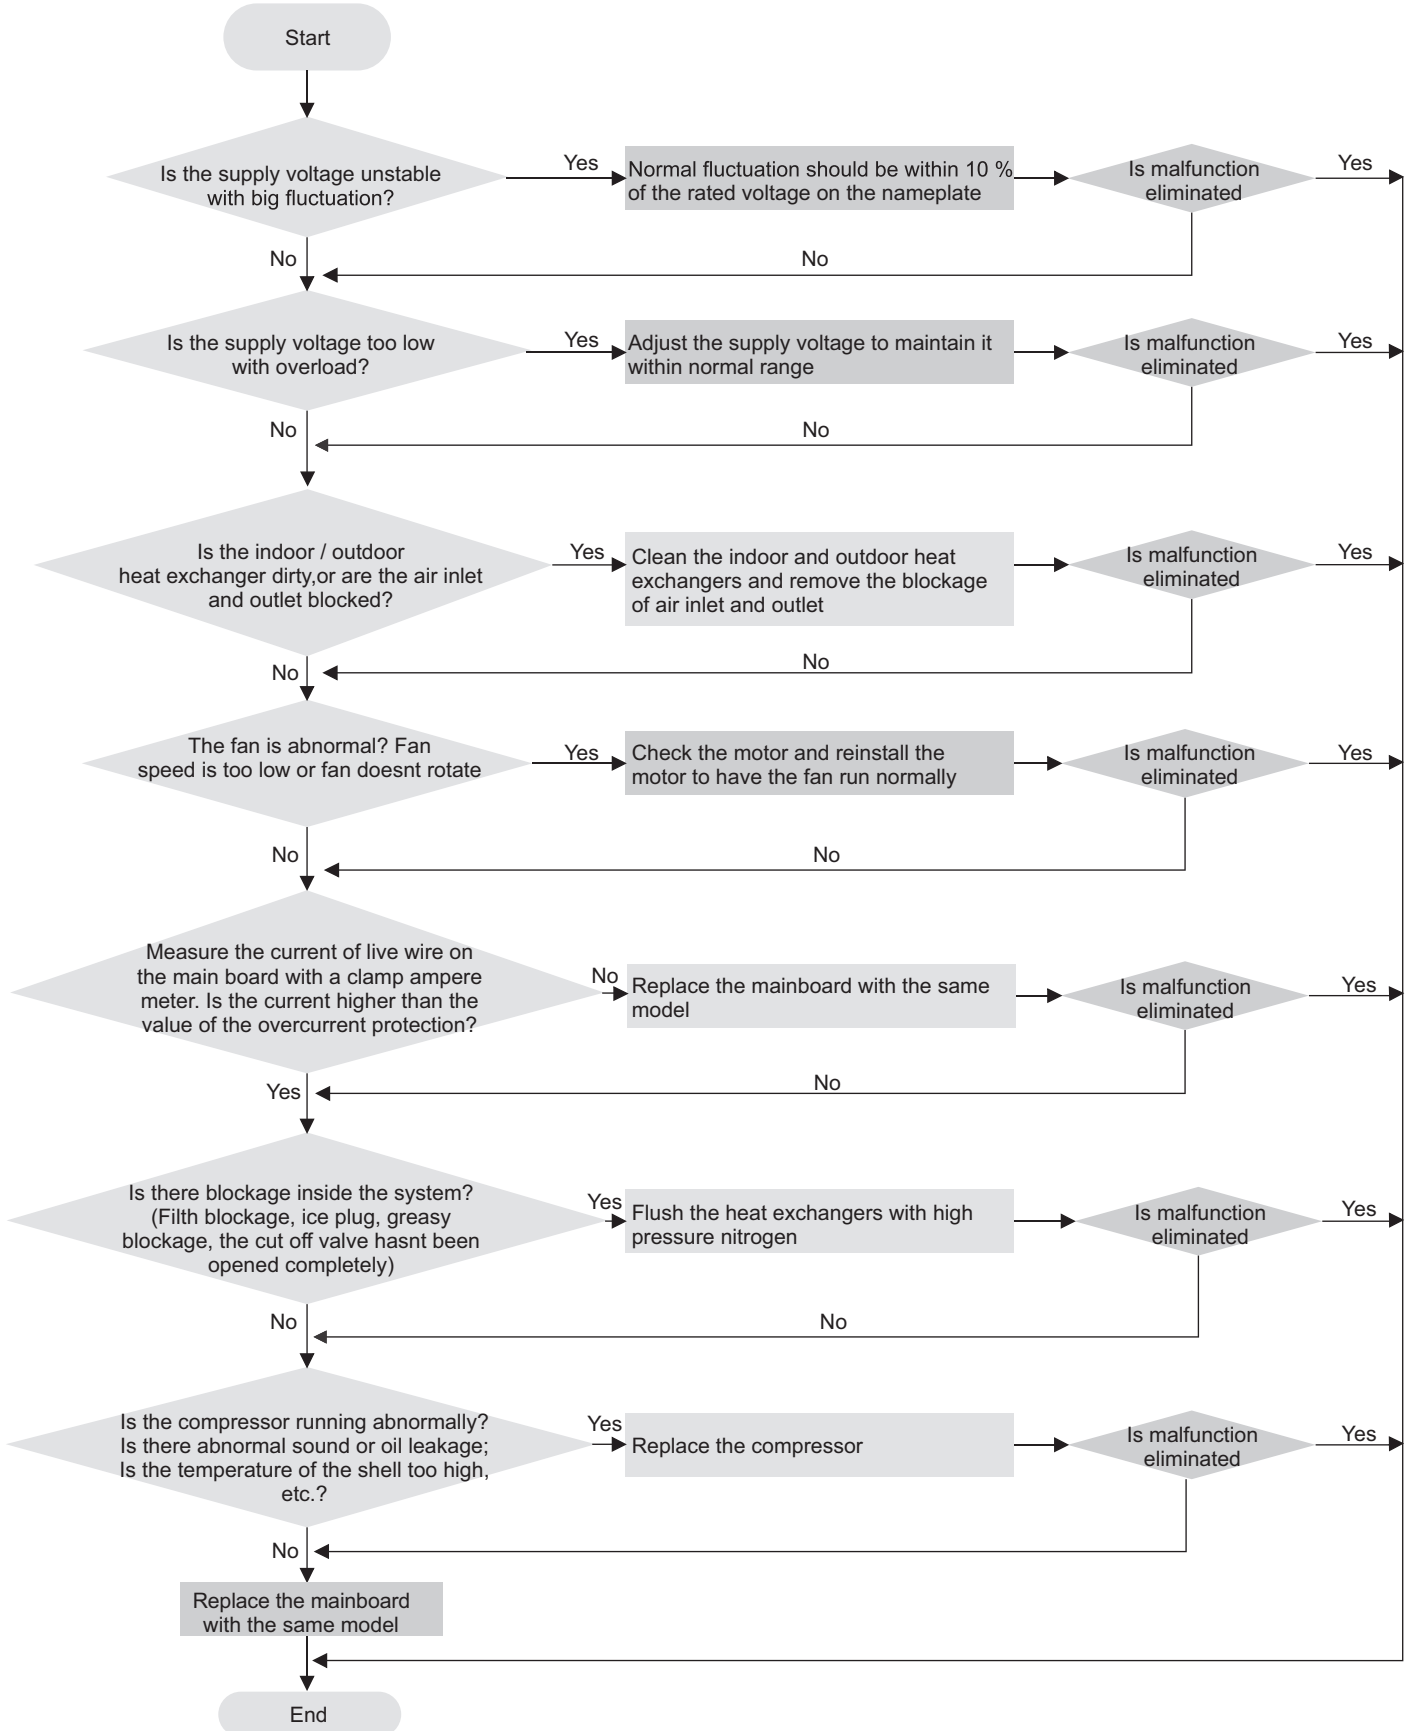 Start
Is the supply voltage unstable
with big fluctuation?
Yes
Normal fluctuation should be within 10 %
of the rated voltage on the nameplate
Is malfunction
eliminated
Yes
No
No
Is the supply voltage too low
with overload?
Yes
Adjust the supply voltage to maintain it
within normal range
Is malfunction
eliminated
Yes
No
No
Is the indoor / outdoor
heat exchanger dirty,or are the air inlet
and outlet blocked?
Yes
Clean the indoor and outdoor heat
exchangers and remove the blockage
of air inlet and outlet
Is malfunction
eliminated
Yes
No
No
The fan is abnormal? Fan
speed is too low or fan doesnt rotate
Yes
Check the motor and reinstall the
motor to have the fan run normally
Is malfunction
eliminated
Yes
No
No
Measure the current of live wire on
the main board with a clamp ampere
meter. Is the current higher than the
value of the overcurrent protection?
No
Replace the mainboard with the same
model
Is malfunction
eliminated
Yes
Yes
No
Is there blockage inside the system?
(Filth blockage, ice plug, greasy
blockage, the cut off valve hasnt been
opened completely)
Yes
Flush the heat exchangers with high
pressure nitrogen
Is malfunction
eliminated
Yes
No
No
Is the compressor running abnormally?
Is there abnormal sound or oil leakage;
Is the temperature of the shell too high,
etc.?
Yes
Replace the compressor
Is malfunction
eliminated
Yes
No
Replace the mainboard
with the same model
End